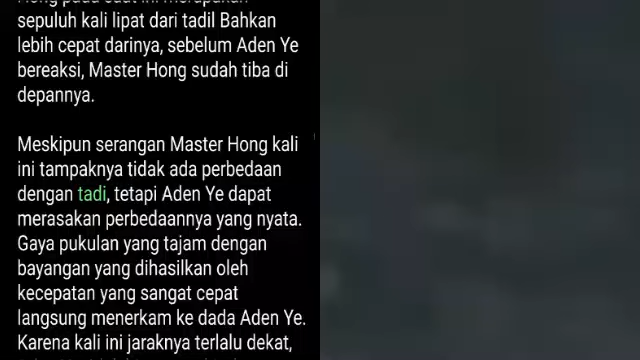 sepuluh kali lipat dari tadil Bahkan
lebih cepat darinya, sebelum Aden Ye
bereaksi, Master Hong sudah tiba di
depannya.
Meskipun serangan Master Hong kali
ini tampaknya tidak ada perbedaan
dengan tadi, tetapi Aden Ye dapat
merasakan perbedaannya yang nyata.
Gaya pukulan yang tajam dengan
bayangan yang dihasilkan oleh
kecepatan yang sangat cepat
langsung menerkam ke dada Aden Ye.
Karena kali ini jaraknya terlalu dekat,